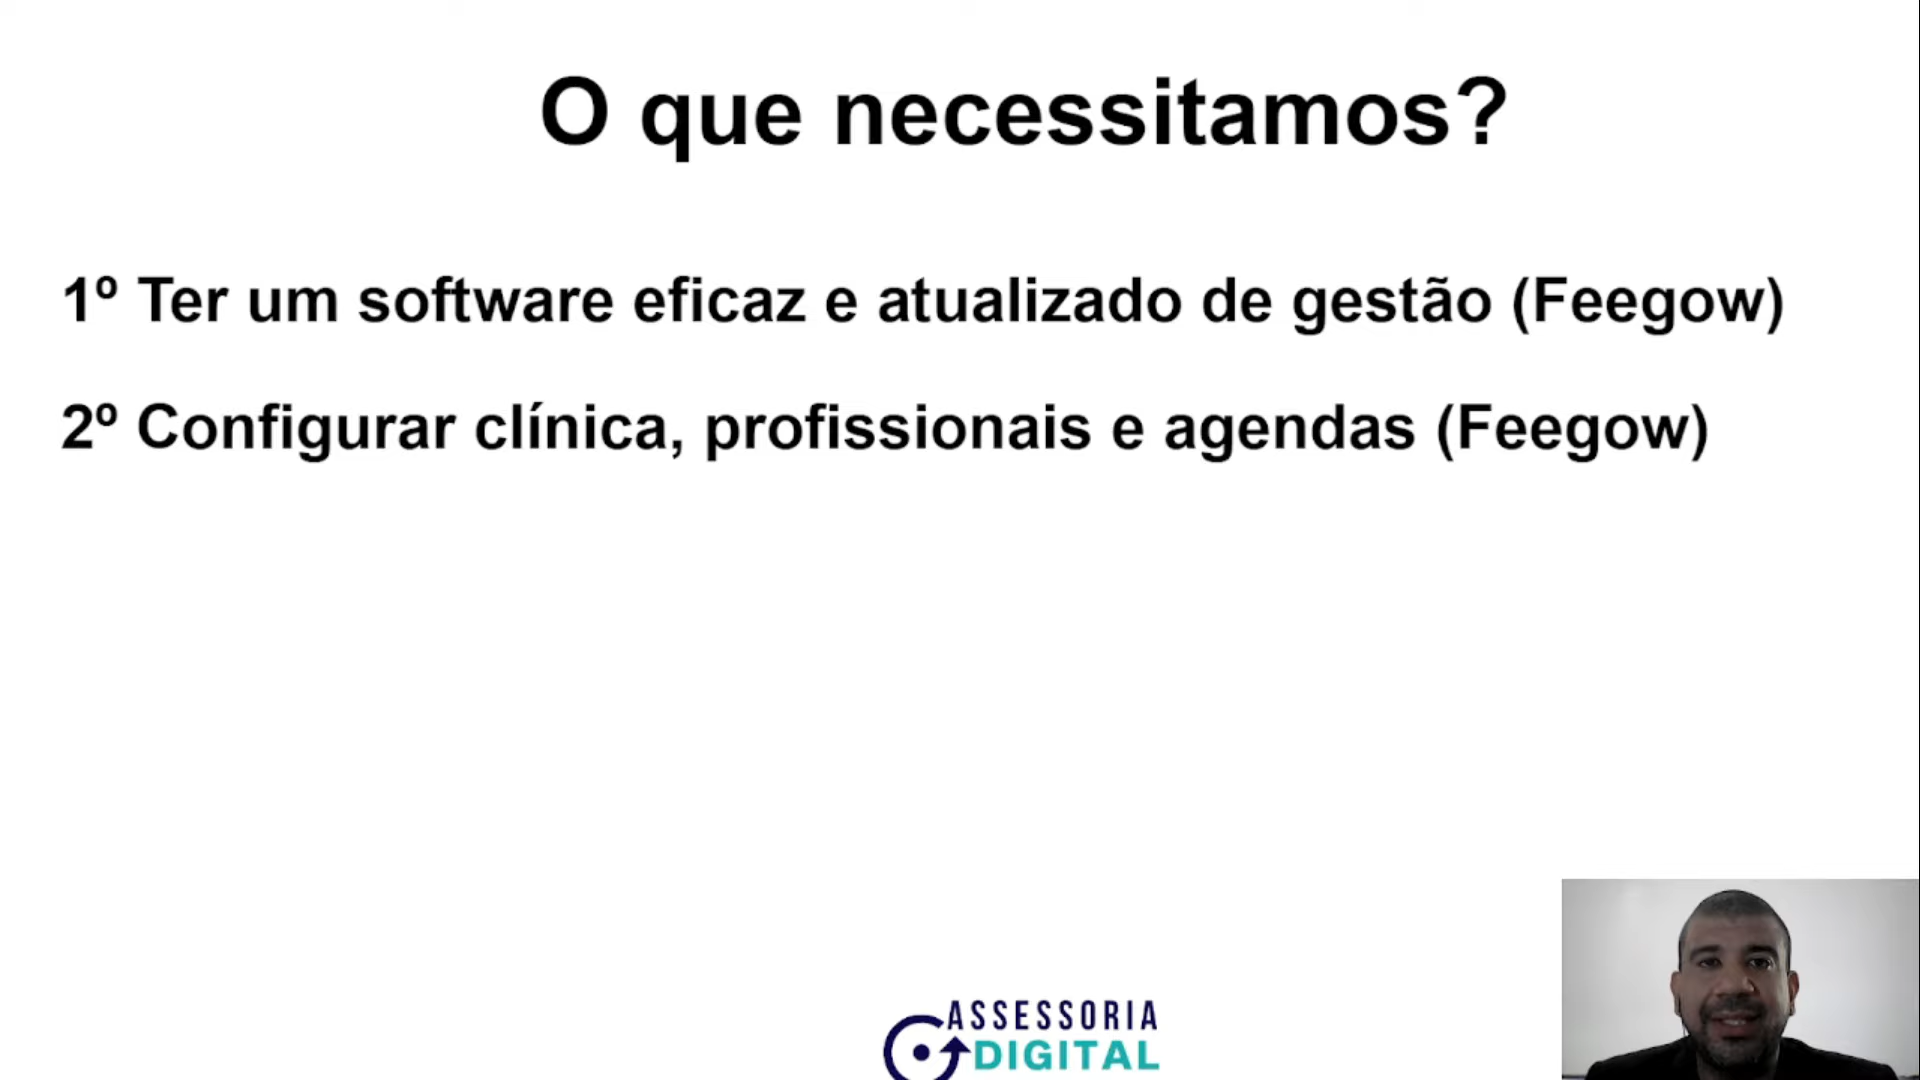 O que necessitamos?
1º Ter um software eficaz e atualizado de gestão (Feegow)
2º Configurar clínica, profissionais e agendas (Feegow)
ASSESSORIA
DIGITAL